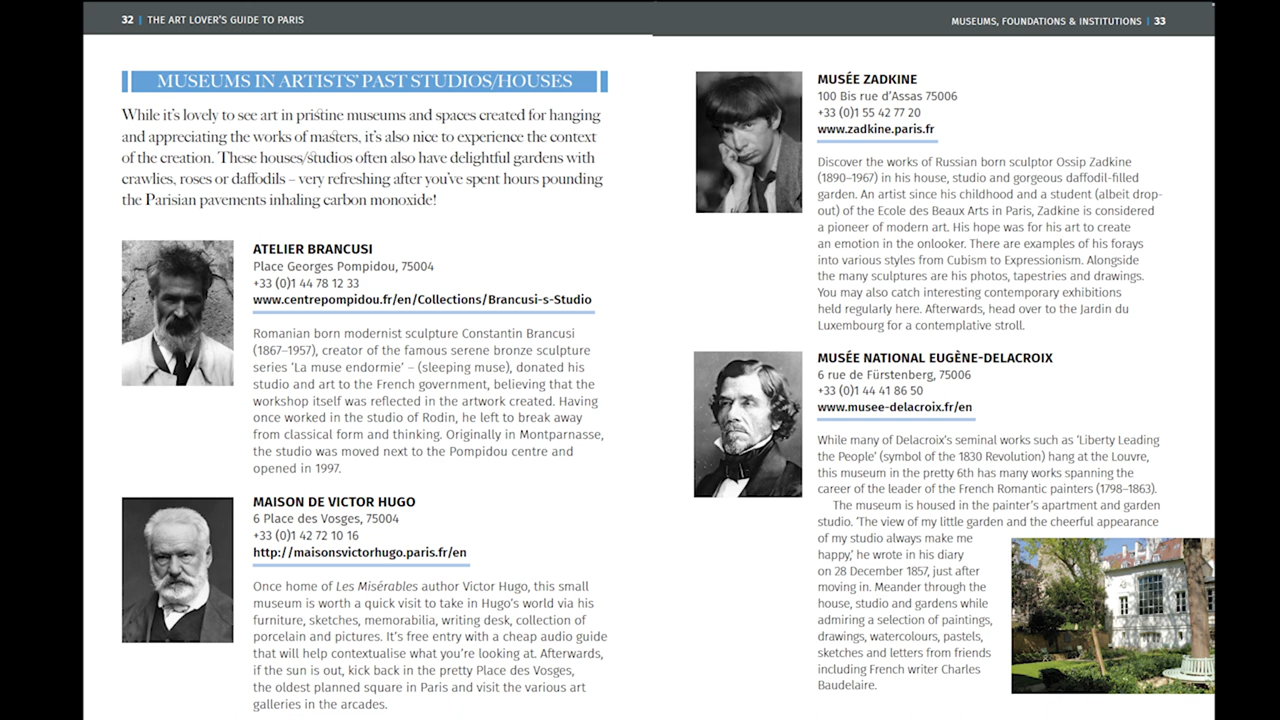 32 | THE ART LOVER'S GUIDE TO PARIS
MUSEUMS IN ARTISTS' PAST STUDIOS/HOUSES
While it's lovely to see art in pristine museums and spaces created for hanging
and appreciating the works of masters, it's also nice to experience the context
of the creation. These houses/studios often also have delightful gardens with
crawlies, roses or daffodils – very refreshing after you've spent hours pounding
the Parisian pavements inhaling carbon monoxide!
ATELIER BRANCUSI
Place Georges Pompidou, 75004
+33 (0)1 44 78 12 33
www.centrepompidou.fr/en/Collections/Brancusi-s-Studio
Romanian born modernist sculpture Constantin Brancusi
(1867–1957), creator of the famous serene bronze sculpture
series 'La muse endormie' – (sleeping muse), donated his
studio and art to the French government, believing that the
workshop itself was reflected in the artwork created. Having
once worked in the studio of Rodin, he left to break away
from classical form and thinking. Originally in Montparnasse,
the studio was moved next to the Pompidou centre and
opened in 1997.
MAISON DE VICTOR HUGO
6 Place des Vosges, 75004
+33 (0)1 42 72 10 16
http://maisonsvictorhugo.paris.fr/en
Once home of Les Misérables author Victor Hugo, this small
museum is worth a quick visit to take in Hugo's world via his
furniture, sketches, memorabilia, writing desk, collection of
porcelain and pictures. It's free entry with a cheap audio guide
that will help contextualise what you're looking at. Afterwards,
if the sun is out, kick back in the pretty Place des Vosges,
the oldest planned square in Paris and visit the various art
galleries in the arcades.
MUSEUMS, FOUNDATIONS & INSTITUTIONS | 33
MUSÉE ZADKINE
100 Bis rue d'Assas 75006
+33 (0)1 55 42 77 20
www.zadkine.paris.fr
Discover the works of Russian born sculptor Ossip Zadkine
(1890–1967) in his house, studio and gorgeous daffodil-filled
garden. An artist since his childhood and a student (albeit drop-
out) of the Ecole des Beaux Arts in Paris, Zadkine is considered
a pioneer of modern art. His hope was for his art to create
an emotion in the onlooker. There are examples of his forays
into various styles from Cubism to Expressionism. Alongside
the many sculptures are his photos, tapestries and drawings.
You may also catch interesting contemporary exhibitions
held regularly here. Afterwards, head over to the Jardin du
Luxembourg for a contemplative stroll.
MUSÉE NATIONAL EUGÈNE-DELACROIX
6 rue de Fürstenberg, 75006
+33 (0)1 44 41 86 50
www.musee-delacroix.fr/en
While many of Delacroix's seminal works such as 'Liberty Leading
the People' (symbol of the 1830 Revolution) hang at the Louvre,
this museum in the pretty 6th has many works spanning the
career of the leader of the French Romantic painters (1798–1863).
The museum is housed in the painter's apartment and garden
studio. 'The view of my little garden and the cheerful appearance
of my studio always make me
happy,' he wrote in his diary
on 28 December 1857, just after
moving in. Meander through the
house, studio and gardens while
admiring a selection of paintings,
drawings, watercolours, pastels,
sketches and letters from friends
including French writer Charles
Baudelaire.